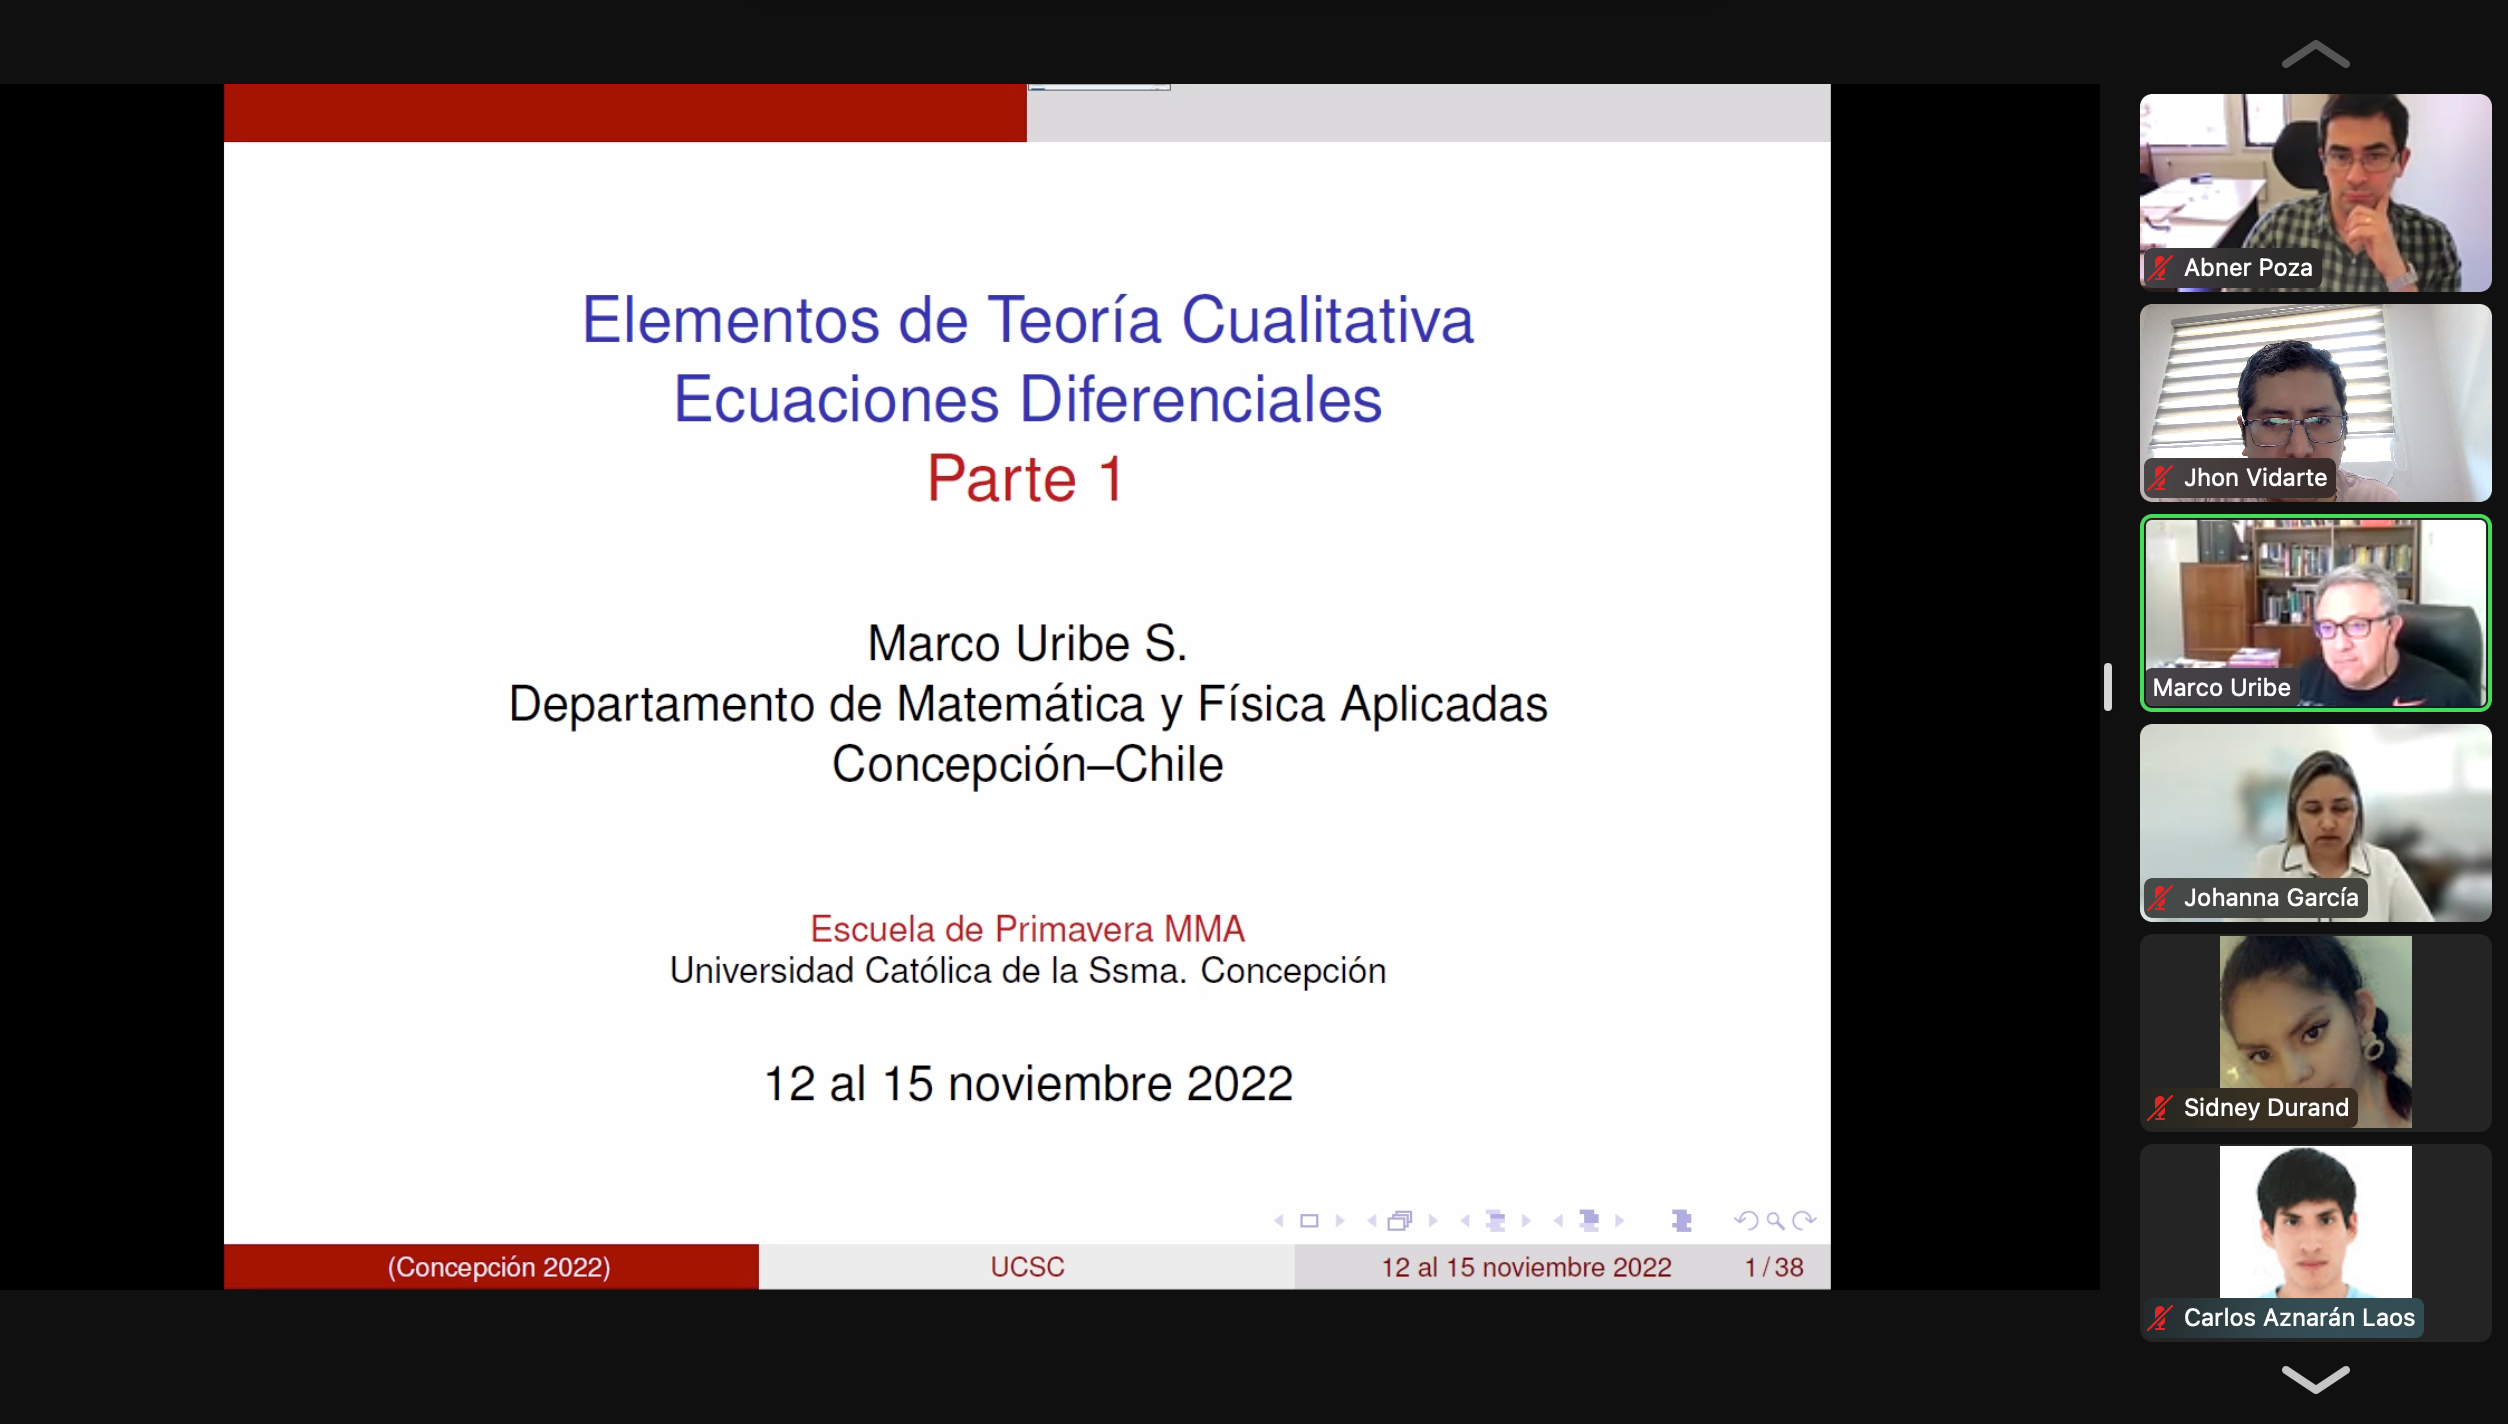 Elementos de Teoría Cualitativa
Ecuaciones Diferenciales
Parte 1
Marco Uribe S.
Departamento de Matemática y Física Aplicadas
Concepción–Chile
Escuela de Primavera MMA
Universidad Católica de la Ssma. Concepción
12 al 15 noviembre 2022
(Concepción 2022)
UCSC
12 al 15 noviembre 2022
1 / 38
Abner Poza
Jhon Vidarte
Marco Uribe
Johanna García
Sidney Durand
Carlos Aznarán Laos